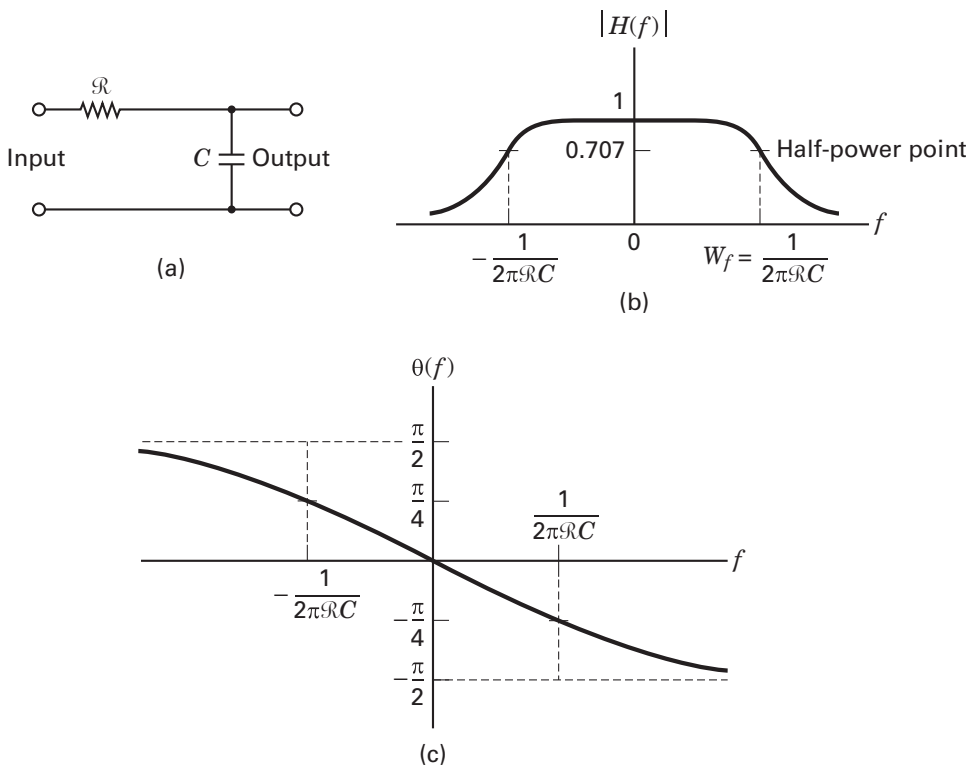 ℛ
Input
C
Output
(a)
|H(f)|
1
0.707
Half-power point
f
0
− 1/2πℛC
W_f = 1/2πℛC
(b)
θ(f)
π/2
π/4
1/2πℛC
f
− 1/2πℛC
−π/4
−π/2
(c)